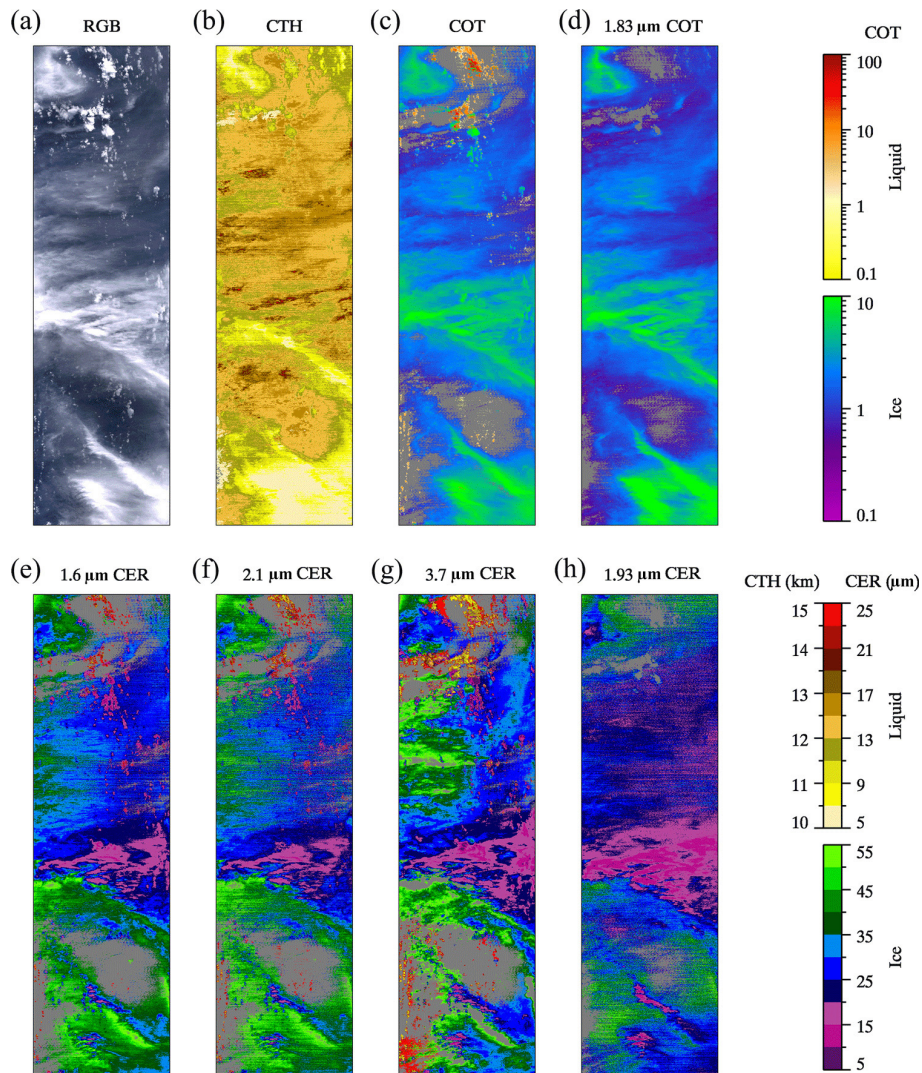 (a) RGB
(b) CTH
(c) COT
(d) 1.83 μm COT
COT
100
10
1
0.1
Liquid
10
1
0.1
Ice
(e) 1.6 μm CER
(f) 2.1 μm CER
(g) 3.7 μm CER
(h) 1.93 μm CER
CTH (km) CER (μm)
15 25
14 21
13 17
12 13
11 9
10 5
Liquid
55
45
35
25
15
5
Ice